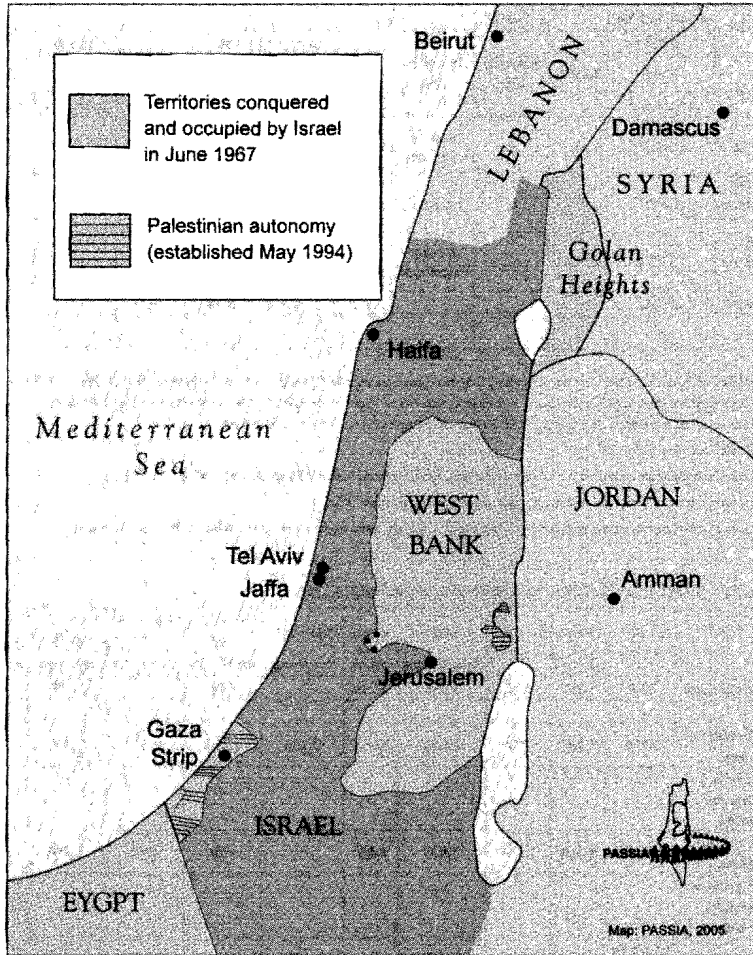 Beirut
Territories conquered
and occupied by Israel
in June 1967
Palestinian autonomy
(established May 1994)
LEBANON
Damascus
SYRIA
Golan
Heights
Haifa
Mediterranean
Sea
WEST
BANK
JORDAN
Tel Aviv
Jaffa
Amman
Jerusalem
Gaza
Strip
ISRAEL
EYGPT
PASSIA
Map: PASSIA, 2005